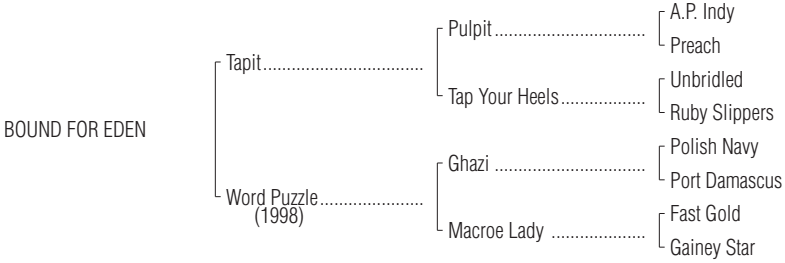 A.P. Indy
Pulpit................................
Preach
Tapit..................................
Unbridled
Tap Your Heels..................
Ruby Slippers
BOUND FOR EDEN
Polish Navy
Ghazi ................................
Port Damascus
Word Puzzle......................
(1998)
Fast Gold
Macroe Lady ....................
Gainey Star